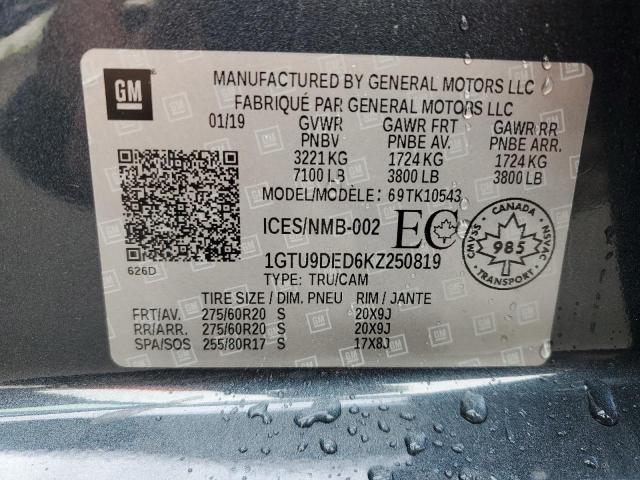 GM
MANUFACTURED BY GENERAL MOTORS LLC
FABRIQUÉ PAR GENERAL MOTORS LLC
01/19 GVWR GAWR FRT GAWR RR
PNBV PNBE AV. PNBE ARR.
3221 KG 1724 KG 1724 KG
7100 LB 3800 LB 3800 LB
MODEL/MODÈLE: 69TK10543
ICES/NMB-002 EC
CMVSS NSVAC
CANADA
985
TRANSPORT
626D
1GTU9DED6KZ250819
TYPE: TRU/CAM
TIRE SIZE / DIM. PNEU RIM / JANTE
FRT/AV. 275/60R20 S 20X9J
RR/ARR. 275/60R20 S 20X9J
SPA/SOS 255/80R17 S 17X8J